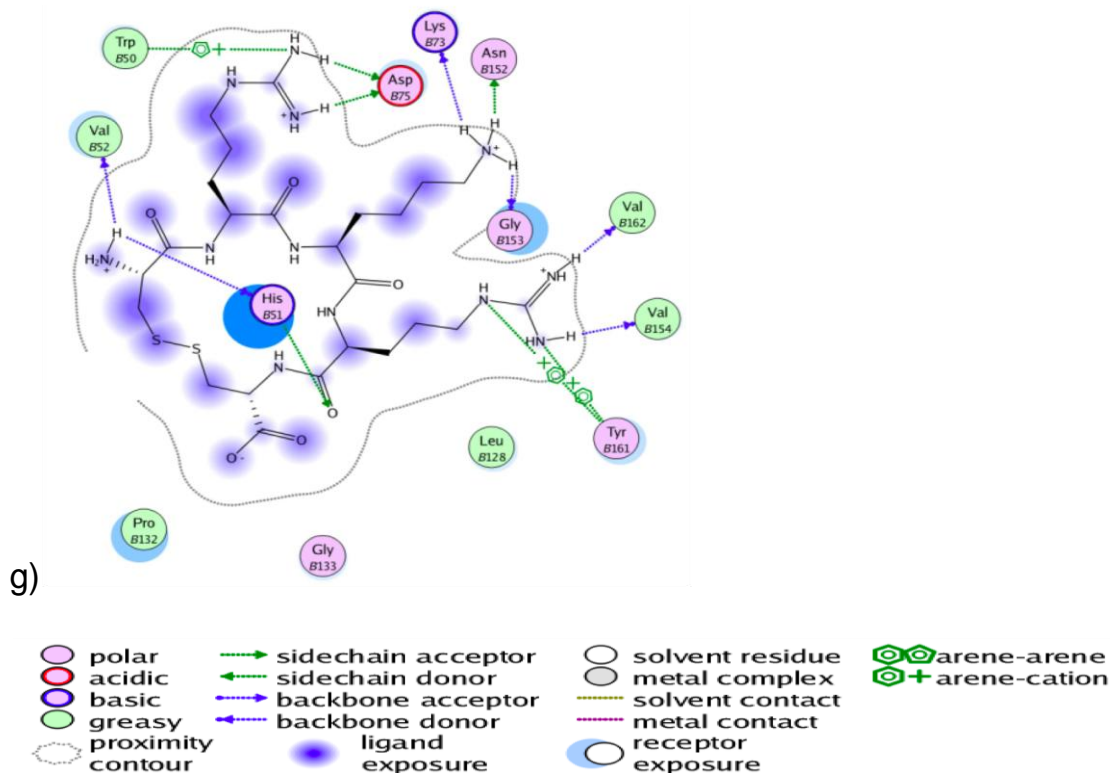 Trp
B50
Lys
B73
Asn
B152
Asp
B75
Val
B52
Gly
B153
Val
B162
His
B51
Val
B154
Tyr
B161
Leu
B128
Pro
B132
Gly
B133
N
H
H
N
N
H
+
H
H
N
+
H
O
O
H
H₂N
+
N
H
N
H
O
O
HN
S
S
H
N
O
O
O-
H
N
+
NH
H
HN
H
g)
polar
acidic
basic
greasy
proximity
contour
sidechain acceptor
sidechain donor
backbone acceptor
backbone donor
ligand
exposure
solvent residue
metal complex
solvent contact
metal contact
receptor
exposure
arene-arene
arene-cation